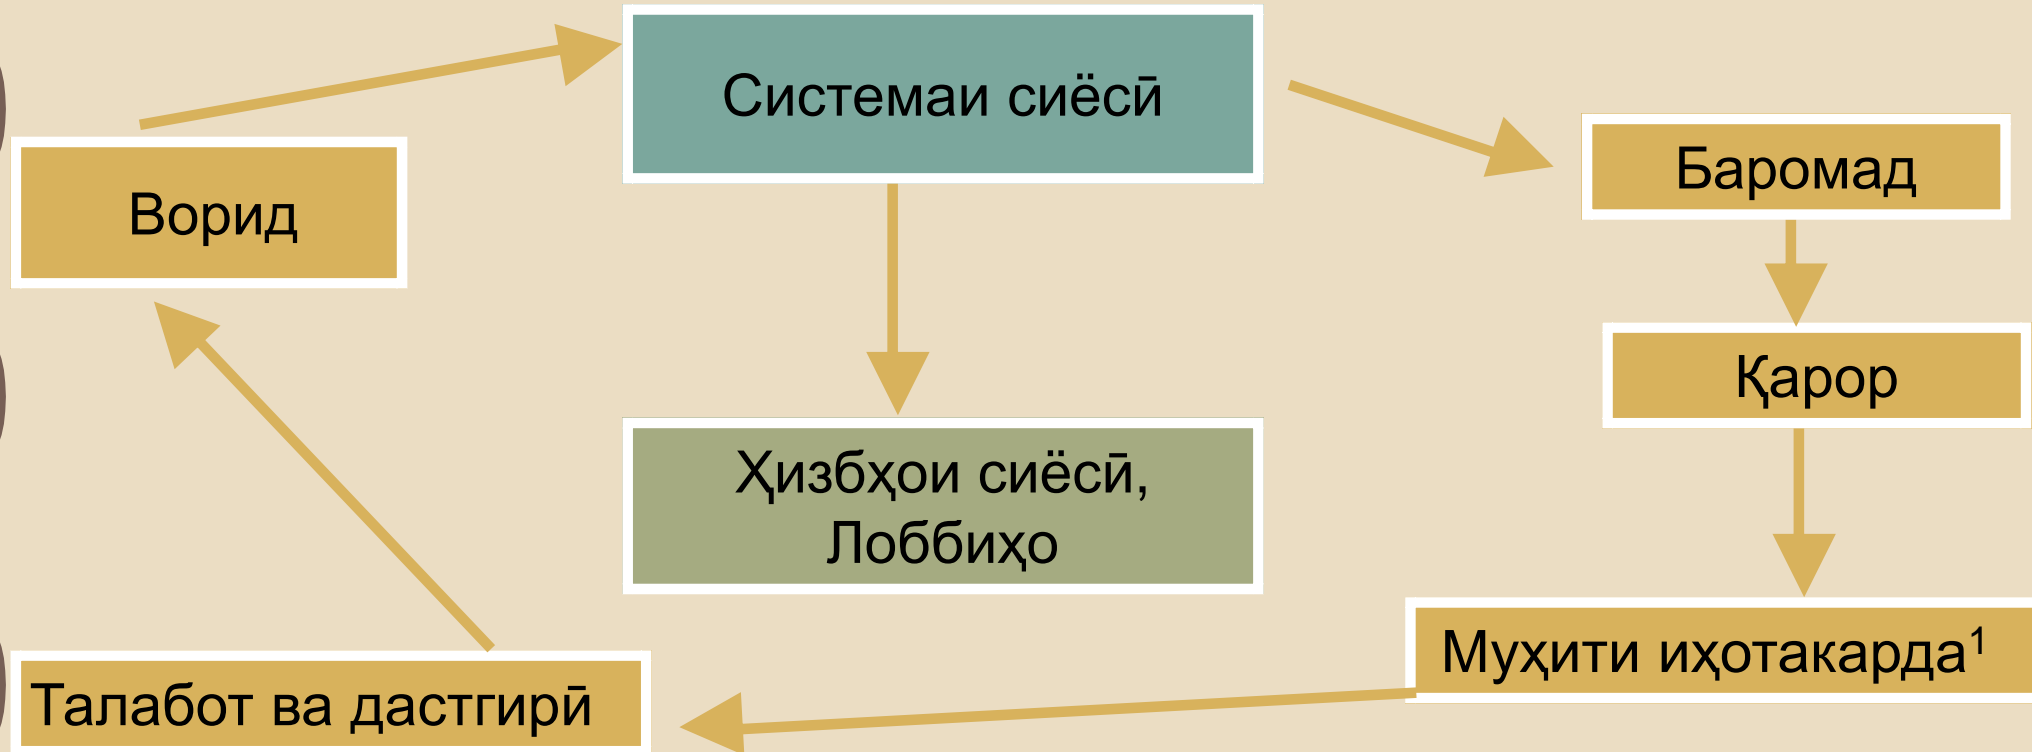 Системаи сиёсӣ
Баромад
Ворид
Қарор
Ҳизбҳои сиёсӣ,
Лоббиҳо
Муҳити иҳотакарда¹
Талабот ва дастгирӣ